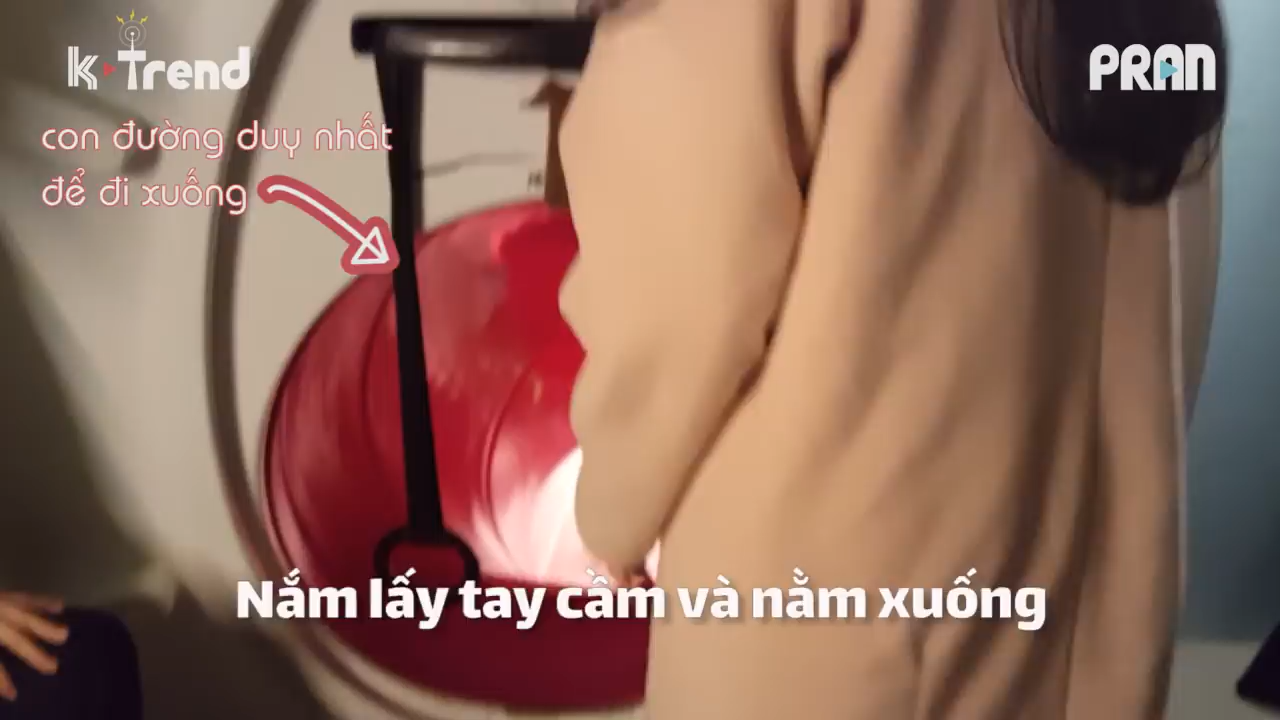 K Trend
PRAN
con đường duy nhất
để đi xuống
Nắm lấy tay cầm và nằm xuống